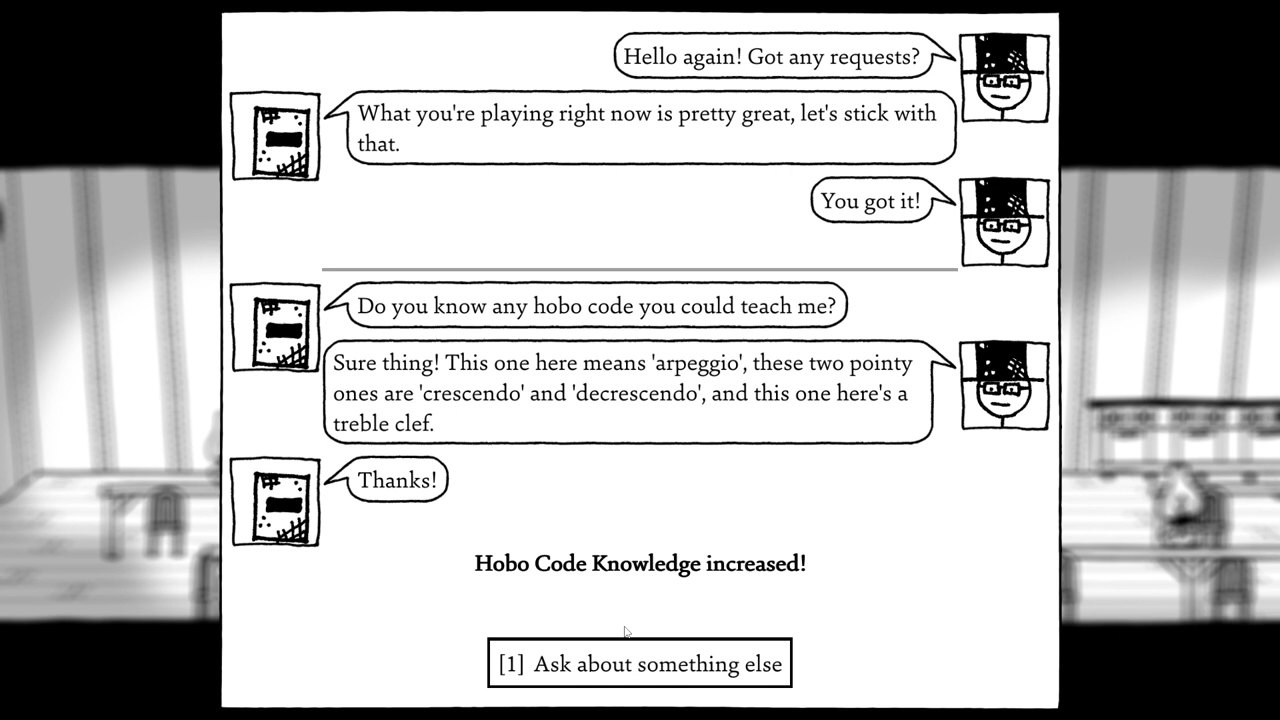 Hello again! Got any requests?
What you're playing right now is pretty great, let's stick with
that.
You got it!
Do you know any hobo code you could teach me?
Sure thing! This one here means 'arpeggio', these two pointy
ones are 'crescendo' and 'decrescendo', and this one here's a
treble clef.
Thanks!
Hobo Code Knowledge increased!
[1] Ask about something else